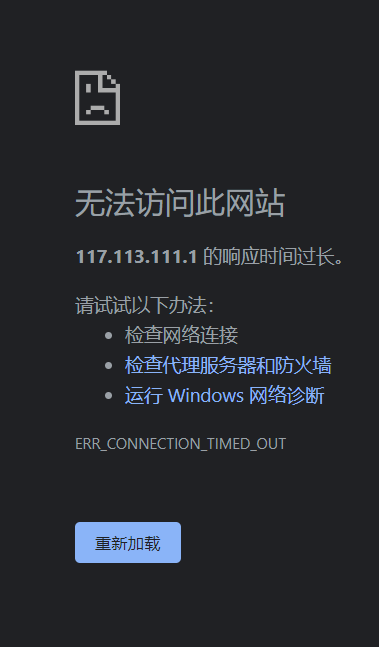 无法访问此网站
117.113.111.1 的响应时间过长。
请试试以下办法：
检查网络连接
检查代理服务器和防火墙
运行 Windows 网络诊断
ERR_CONNECTION_TIMED_OUT
重新加载